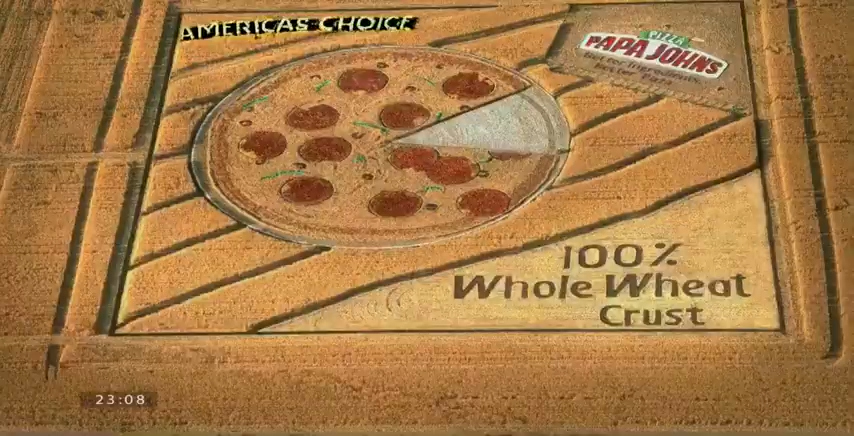 AMERICAS CHOICE
PIZZA
PAPA JOHNS
100%
Whole Wheat
Crust
23:08